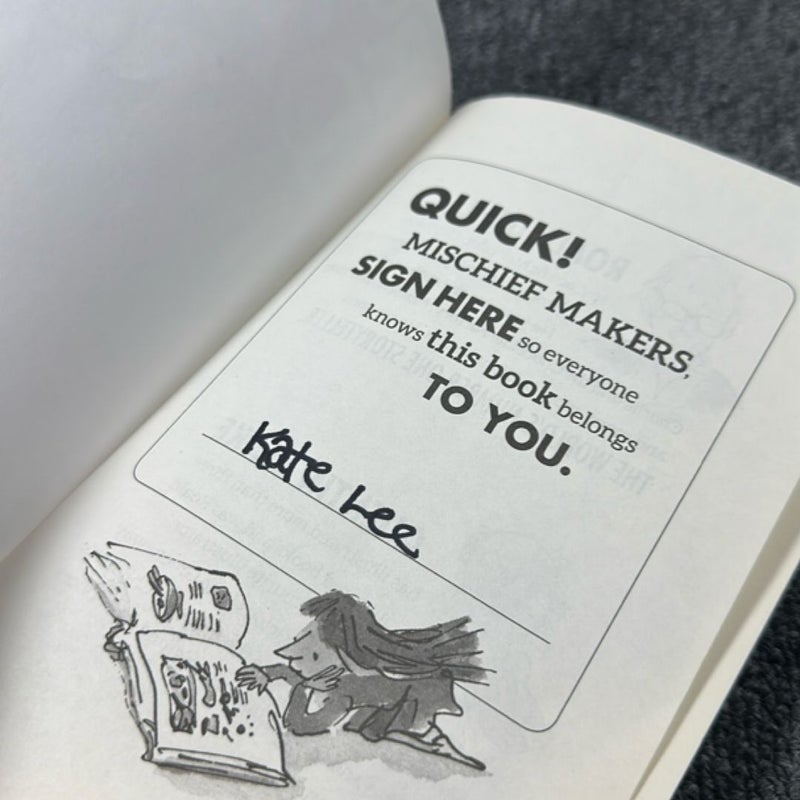 QUICK!
MISCHIEF MAKERS,
SIGN HERE so everyone
knows this book belongs
TO YOU.
Kate Lee